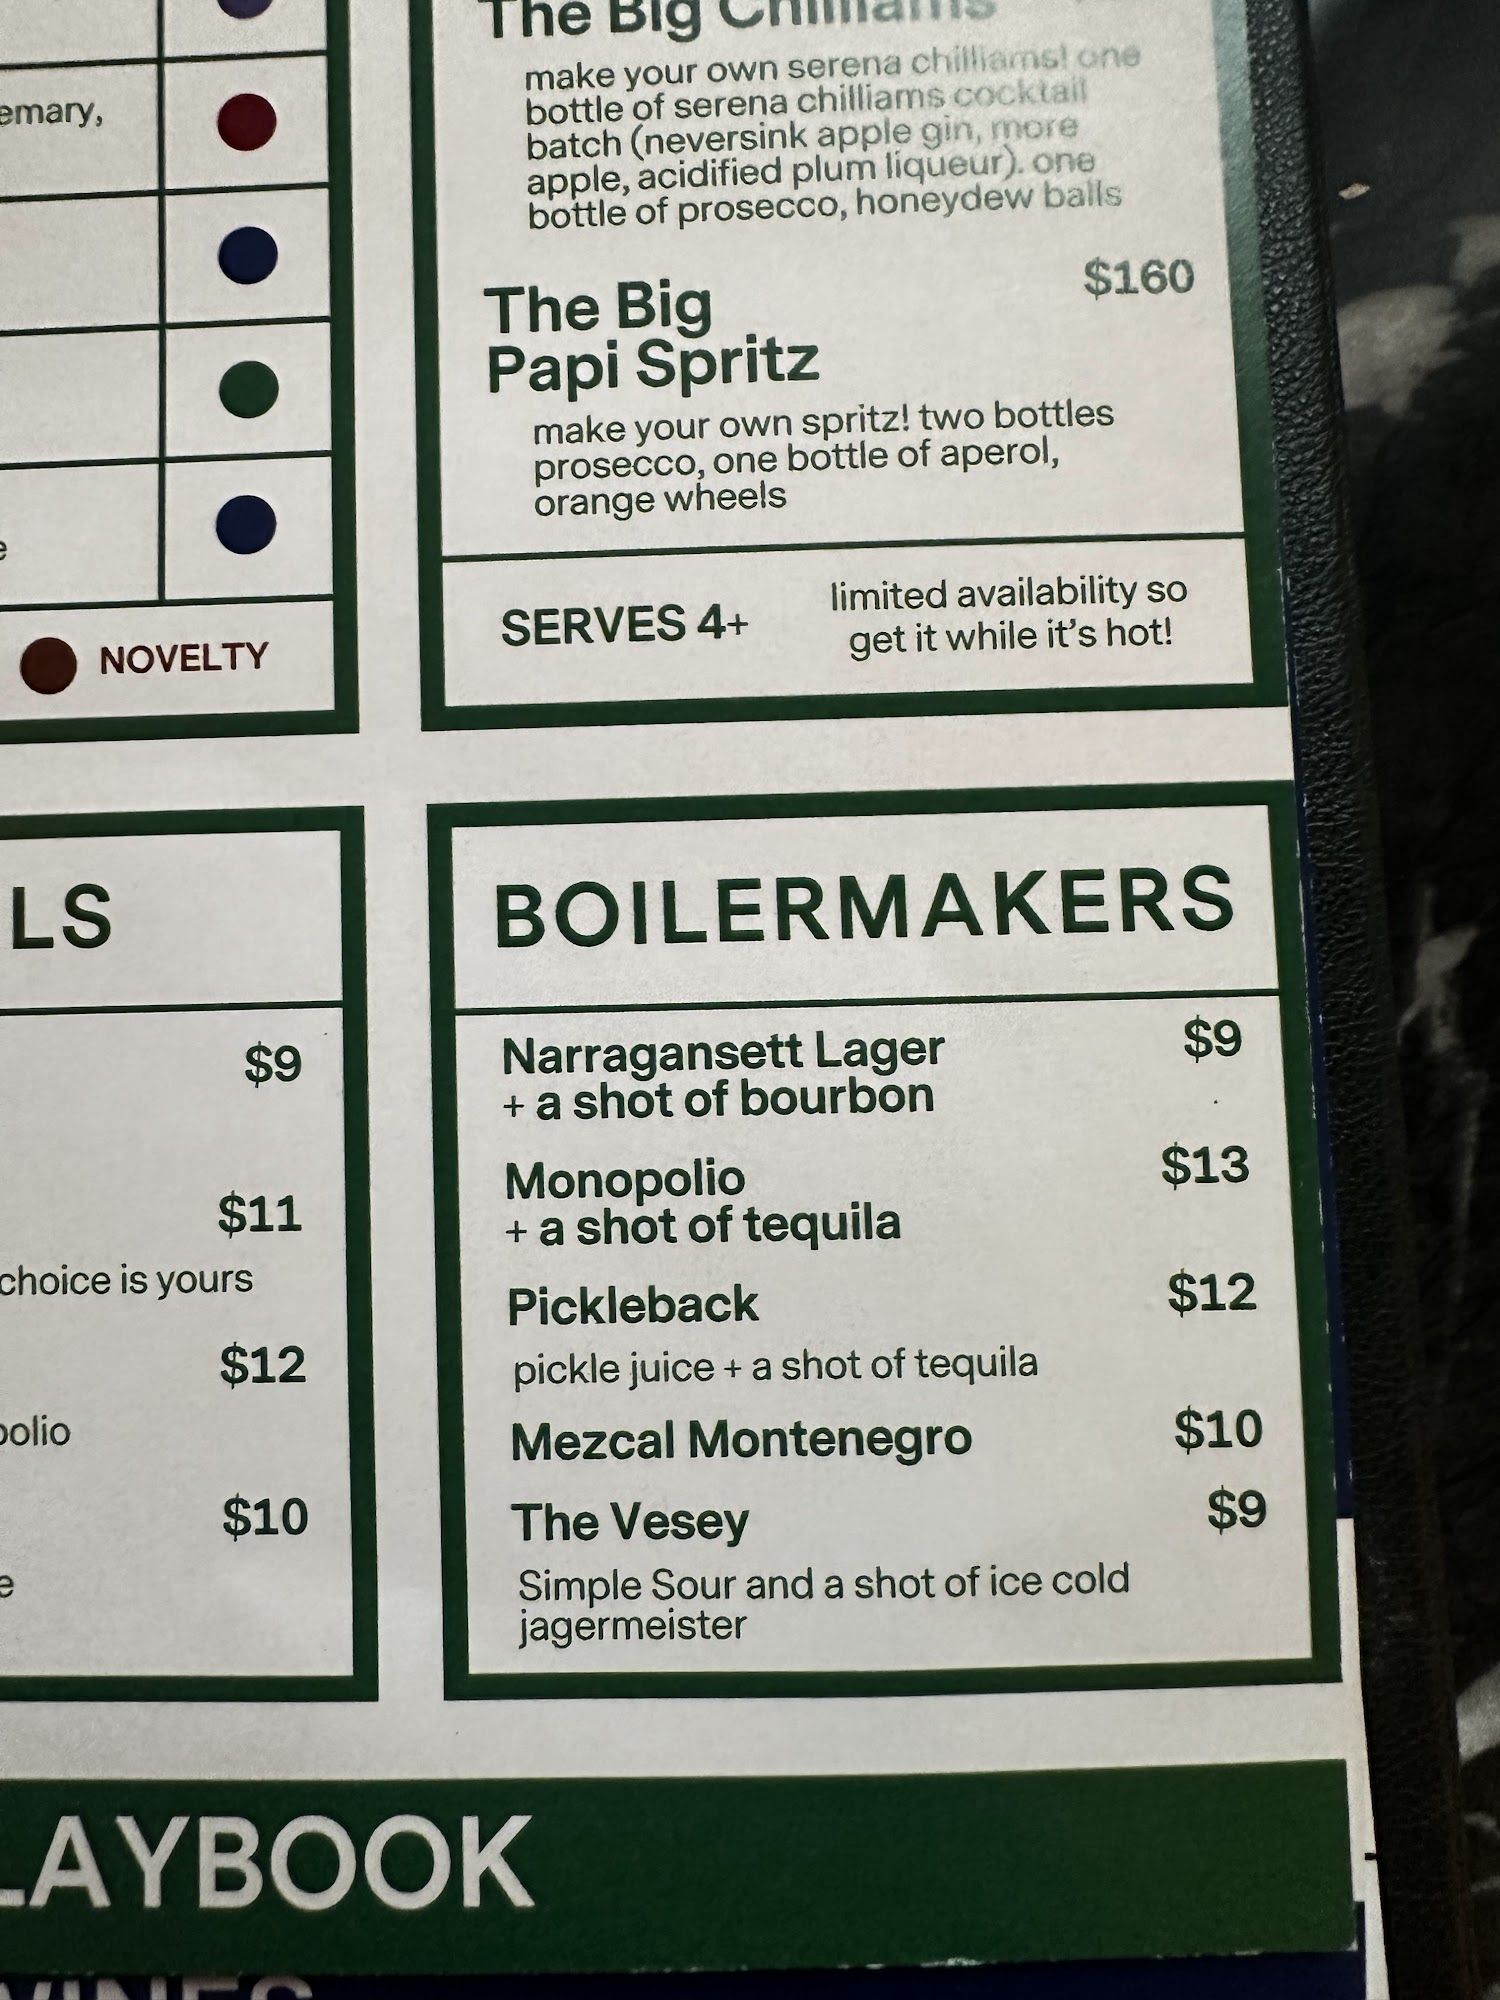 The Big Chilliams
make your own serena chilliams! one
bottle of serena chilliams cocktail
batch (neversink apple gin, more
apple, acidified plum liqueur). one
bottle of prosecco, honeydew balls
The Big
Papi Spritz
$160
make your own spritz! two bottles
prosecco, one bottle of aperol,
orange wheels
SERVES 4+
limited availability so
get it while it's hot!
emary,
e
NOVELTY
LS
$9
$11
choice is yours
$12
olio
$10
e
BOILERMAKERS
Narragansett Lager
+ a shot of bourbon
$9
Monopolio
+ a shot of tequila
$13
Pickleback
$12
pickle juice + a shot of tequila
Mezcal Montenegro
$10
The Vesey
$9
Simple Sour and a shot of ice cold
jagermeister
LAYBOOK